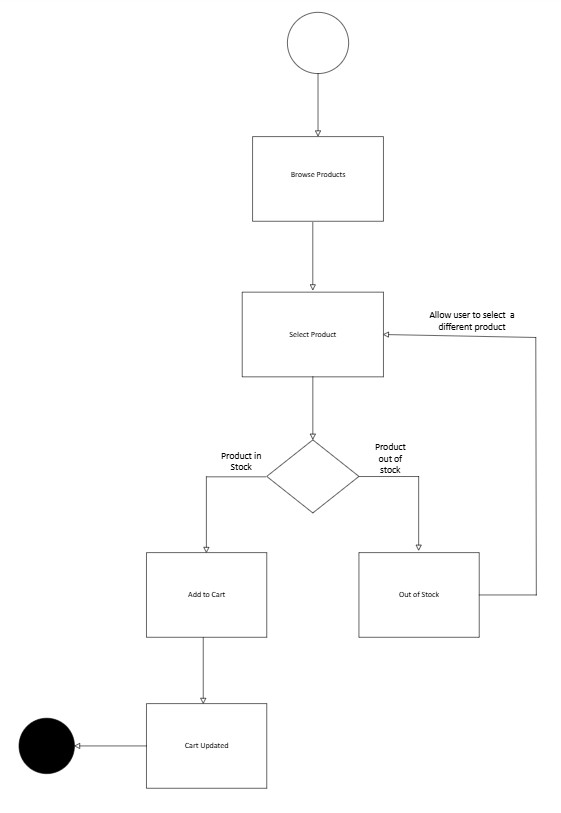 Browse Products
Allow user to select a
different product
Select Product
Product in
Stock
Product
out of
stock
Add to Cart
Out of Stock
Cart Updated